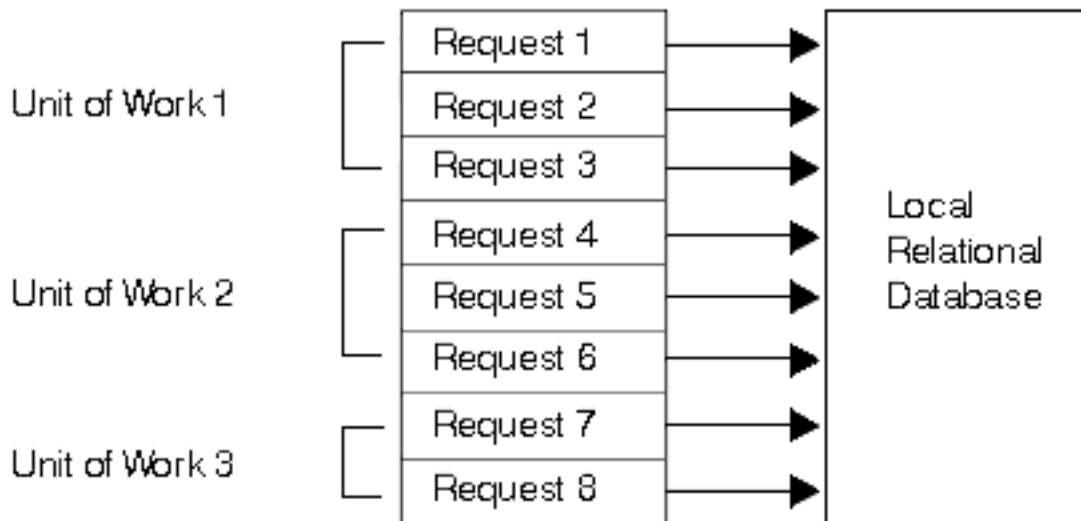 Unit of Work 1
Request 1
Request 2
Request 3
Unit of Work 2
Request 4
Request 5
Request 6
Unit of Work 3
Request 7
Request 8
Local
Relational
Database